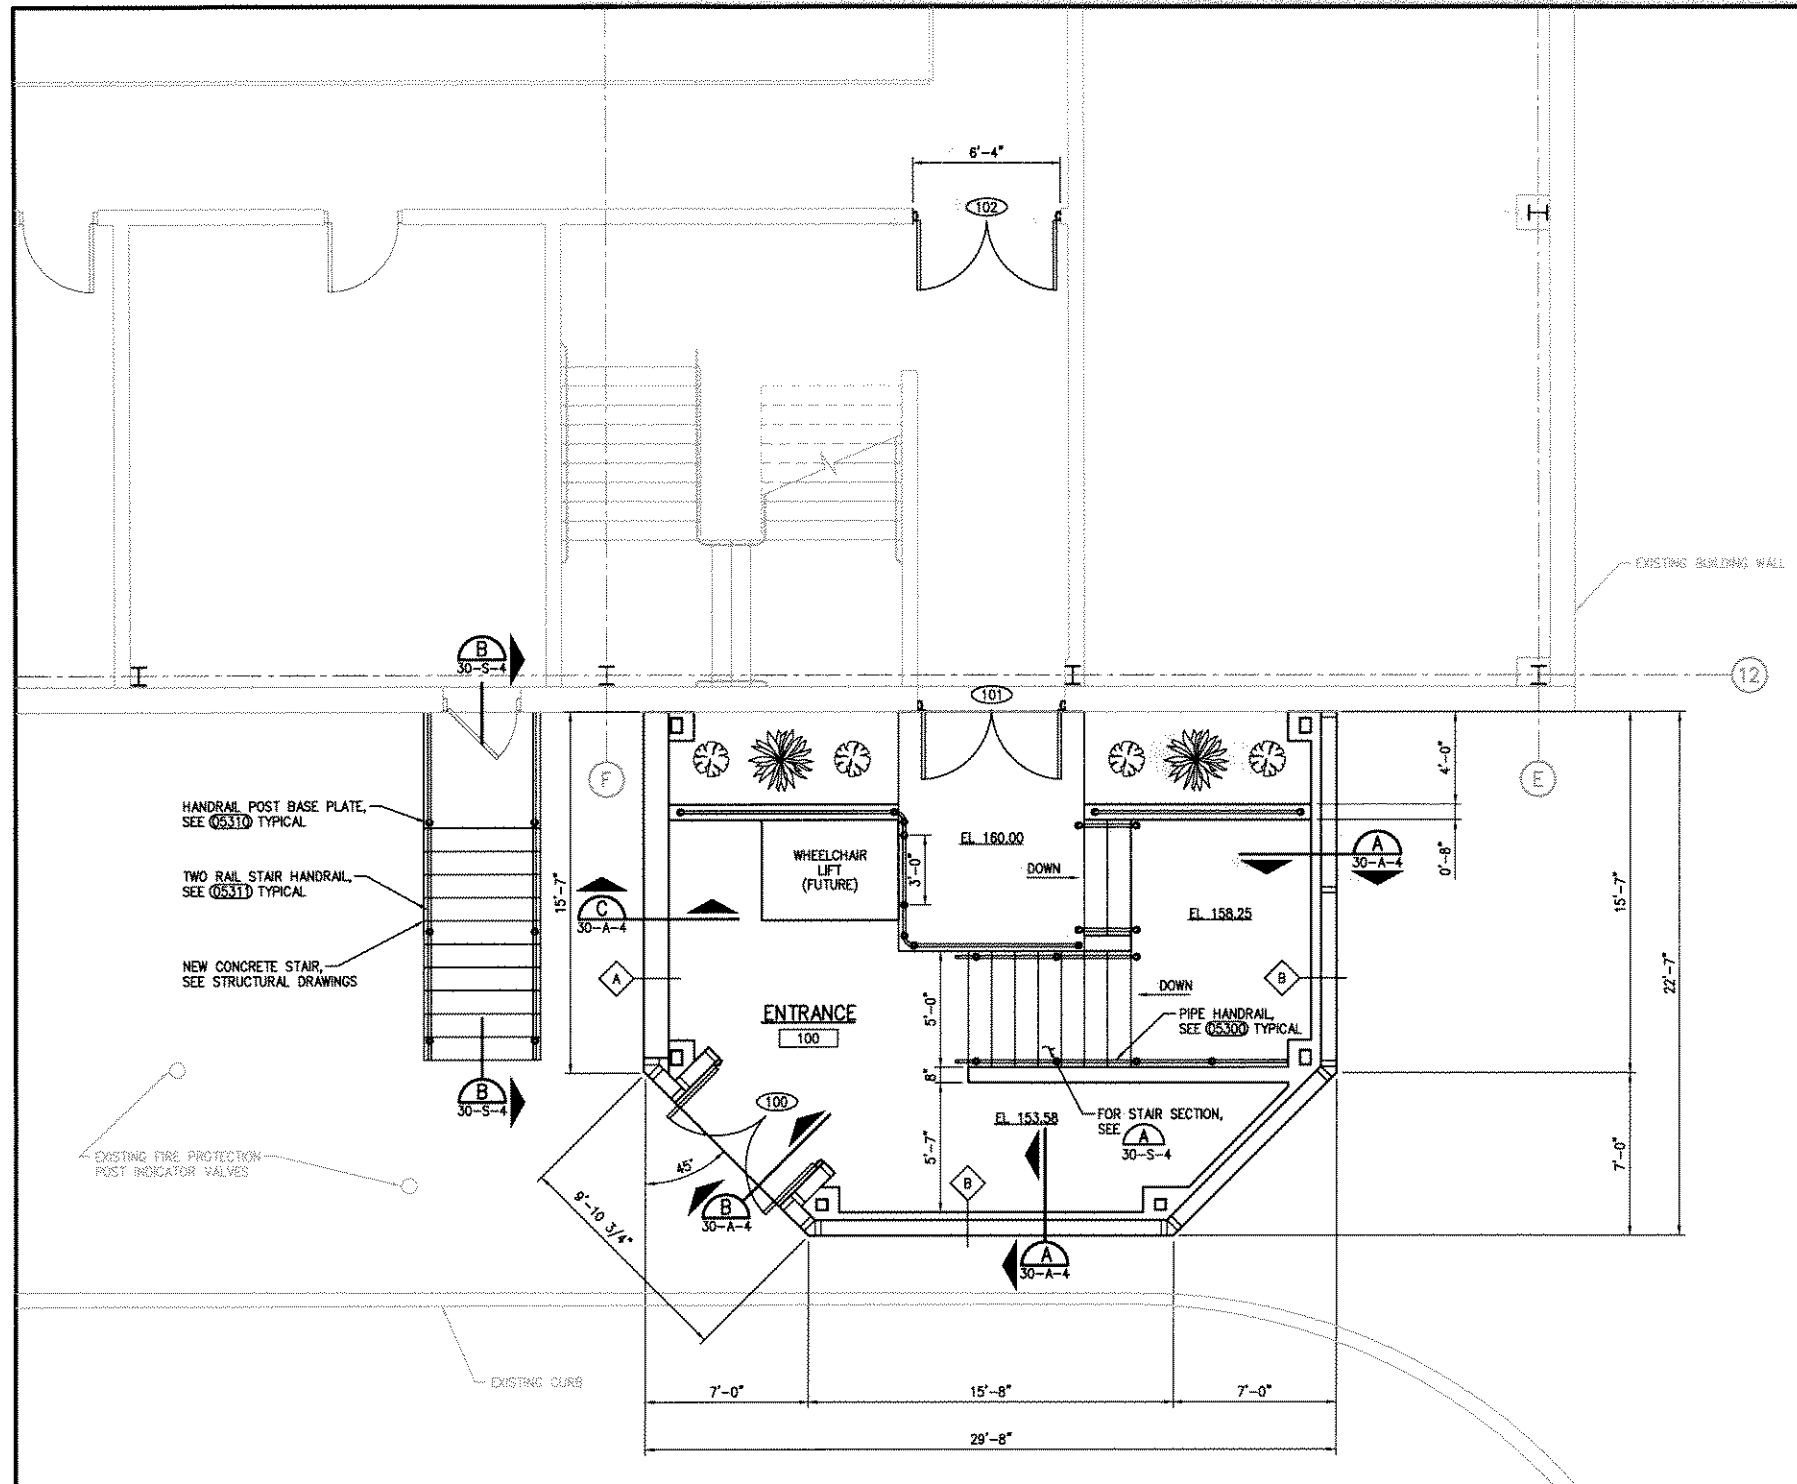 6'-4"
102
EXISTING BUILDING WALL
B
30-S-4
12
101
F
E
HANDRAIL POST BASE PLATE,
SEE 05310 TYPICAL
4'-0"
EL 160.00
WHEELCHAIR
LIFT
(FUTURE)
3'-0"
DOWN
A
30-A-4
0'-8"
TWO RAIL STAIR HANDRAIL,
SEE 05311 TYPICAL
15'-7"
C
30-A-4
EL 158.25
15'-7"
NEW CONCRETE STAIR,
SEE STRUCTURAL DRAWINGS
A
B
22'-7"
DOWN
ENTRANCE
100
5'-0"
PIPE HANDRAIL,
SEE 05300 TYPICAL
8"
B
30-S-4
100
EL 153.58
FOR STAIR SECTION,
SEE
A
30-S-4
EXISTING FIRE PROTECTION
POST INDICATOR VALVES
45°
5'-7"
7'-0"
B
9'-10 3/4"
B
30-A-4
A
30-A-4
EXISTING CURB
7'-0"
15'-8"
7'-0"
29'-8"